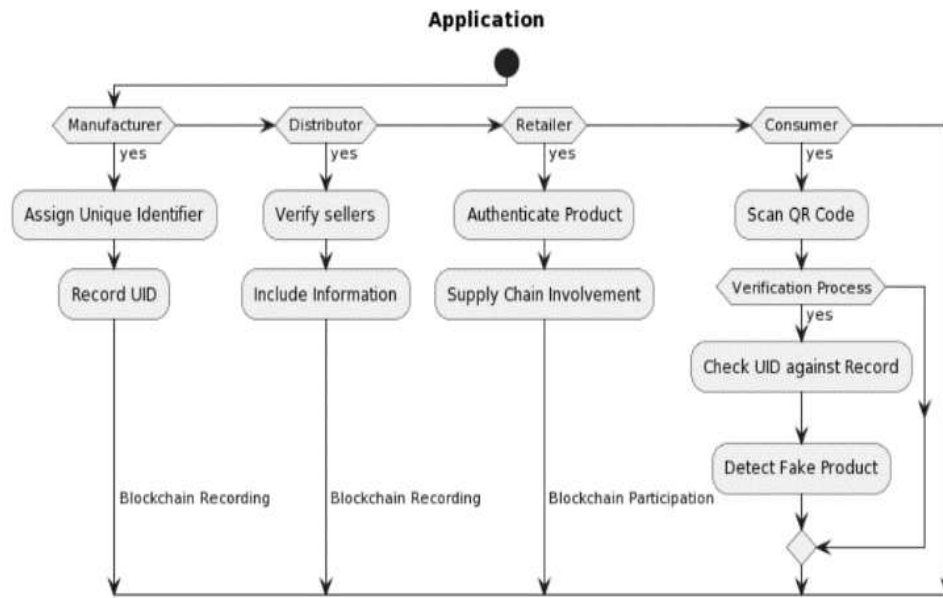 Application
Manufacturer
Distributor
Retailer
Consumer
yes
yes
yes
yes
Assign Unique Identifier
Verify sellers
Authenticate Product
Scan QR Code
Record UID
Include Information
Supply Chain Involvement
Verification Process
yes
Check UID against Record
Detect Fake Product
Blockchain Recording
Blockchain Recording
Blockchain Participation